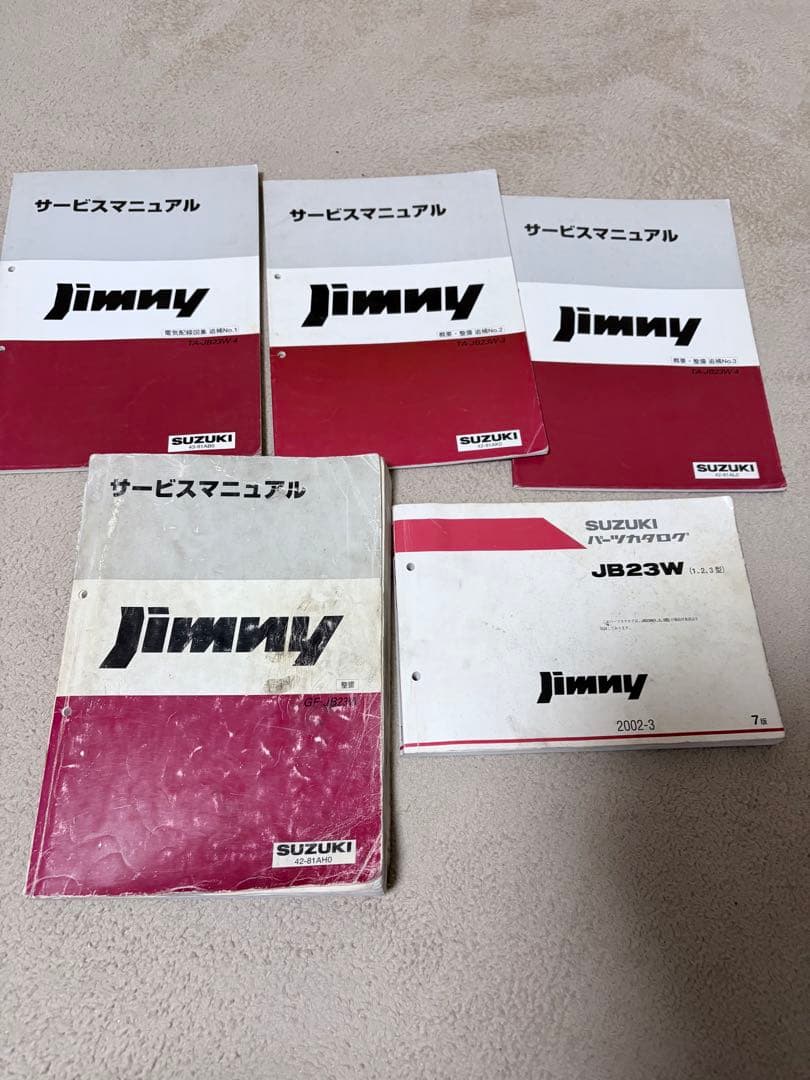 サービスマニュアル
Jimny
電気配線図集 追補No.1
TA-JB23W-4
SUZUKI
サービスマニュアル
Jimny
概要・整備 追補No.2
TA-JB23W-3
SUZUKI
サービスマニュアル
Jimny
概要・整備 追補No.3
TA-JB23W-4
SUZUKI
サービスマニュアル
Jimny
整備
GF-JB23W
SUZUKI
42-81AH0
SUZUKI
パーツカタログ
JB23W (1、2、3型)
Jimny
2002-3
7版